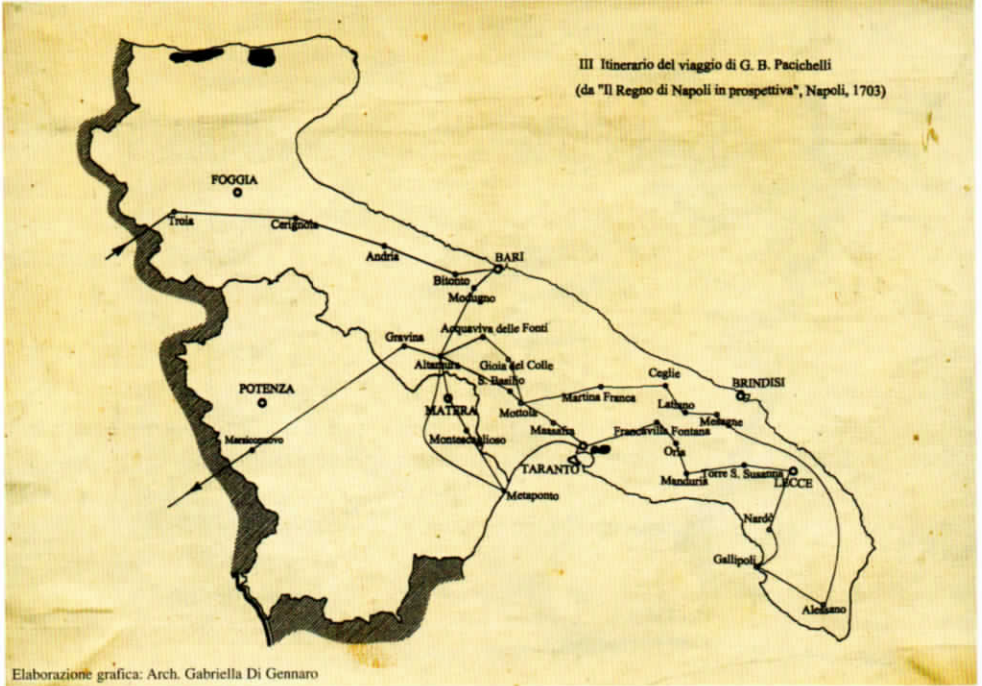 III Itinerario del viaggio di G. B. Pacichelli
(da "Il Regno di Napoli in prospettiva", Napoli, 1703)
FOGGIA
Troia
Cerignola
Andria
BARI
Bitonto
Modugno
Acquaviva delle Fonti
Gravina
Altamura
Gioia del Colle
S. Basilio
Ceglie
BRINDISI
POTENZA
Martina Franca
MATERA
Mottola
Latiano
Mesagne
Massafra
Francavilla Fontana
Marsiconuovo
Montescaglioso
Oria
TARANTO
Torre S. Susanna
Manduria
LECCE
Metaponto
Nardò
Gallipoli
Alessano
Elaborazione grafica: Arch. Gabriella Di Gennaro